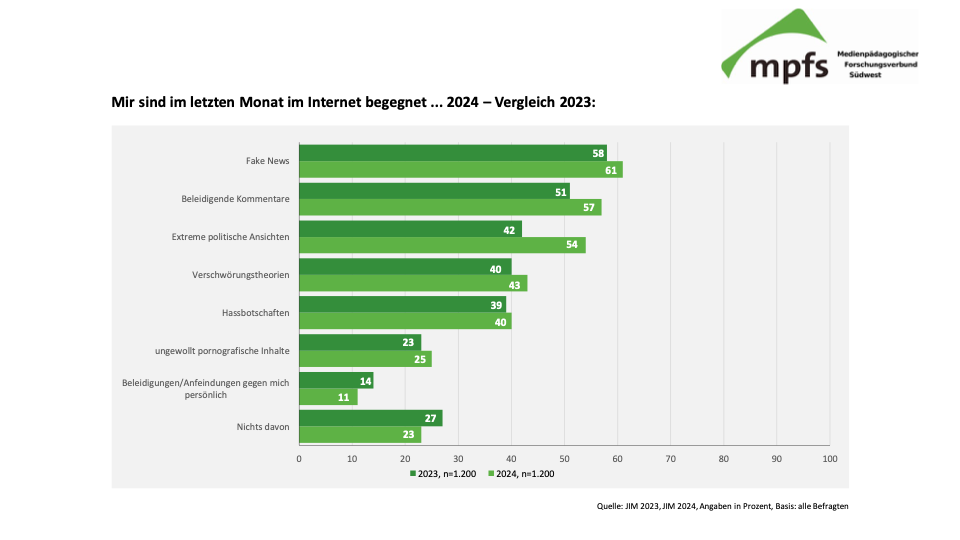 mpfs
Medienpädagogischer
Forschungsverbund
Südwest
Mir sind im letzten Monat im Internet begegnet ... 2024 – Vergleich 2023:
Fake News
58
61
Beleidigende Kommentare
51
57
Extreme politische Ansichten
42
54
Verschwörungstheorien
40
43
Hassbotschaften
39
40
ungewollt pornografische Inhalte
23
25
Beleidigungen/Anfeindungen gegen mich
persönlich
14
11
Nichts davon
27
23
0 10 20 30 40 50 60 70 80 90 100
2023, n=1.200 2024, n=1.200
Quelle: JIM 2023, JIM 2024, Angaben in Prozent, Basis: alle Befragten